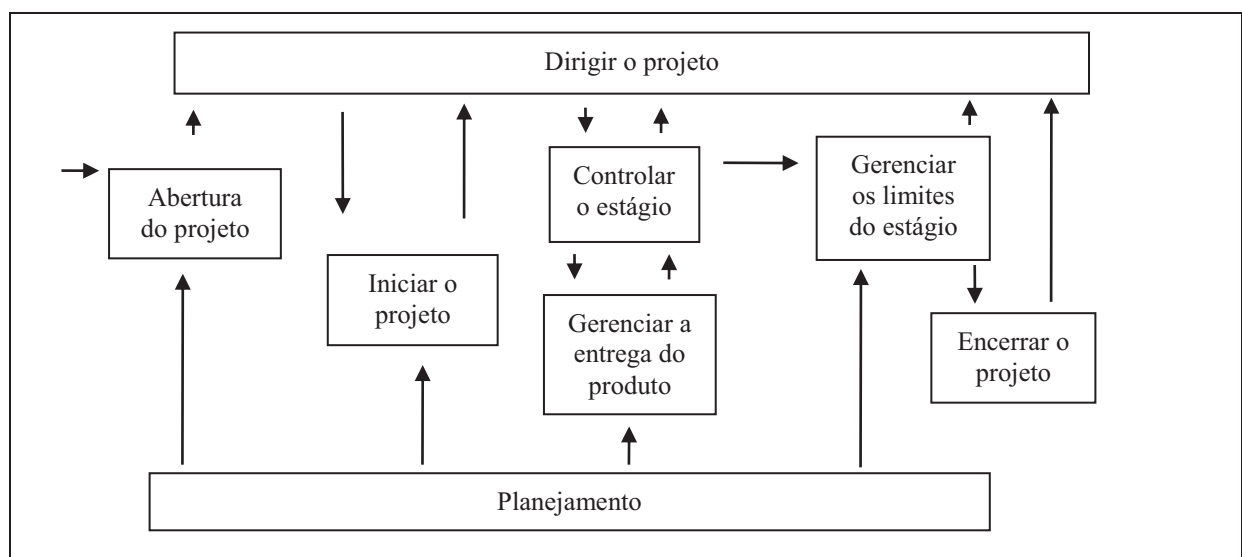 Dirigir o projeto
Abertura
do projeto
Iniciar o
projeto
Controlar
o estágio
Gerenciar a
entrega do
produto
Gerenciar
os limites
do estágio
Encerrar o
projeto
Planejamento